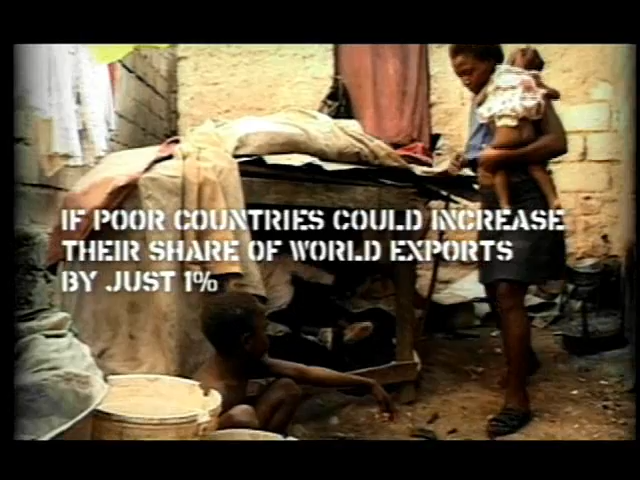 IF POOR COUNTRIES COULD INCREASE
THEIR SHARE OF WORLD EXPORTS
BY JUST 1%